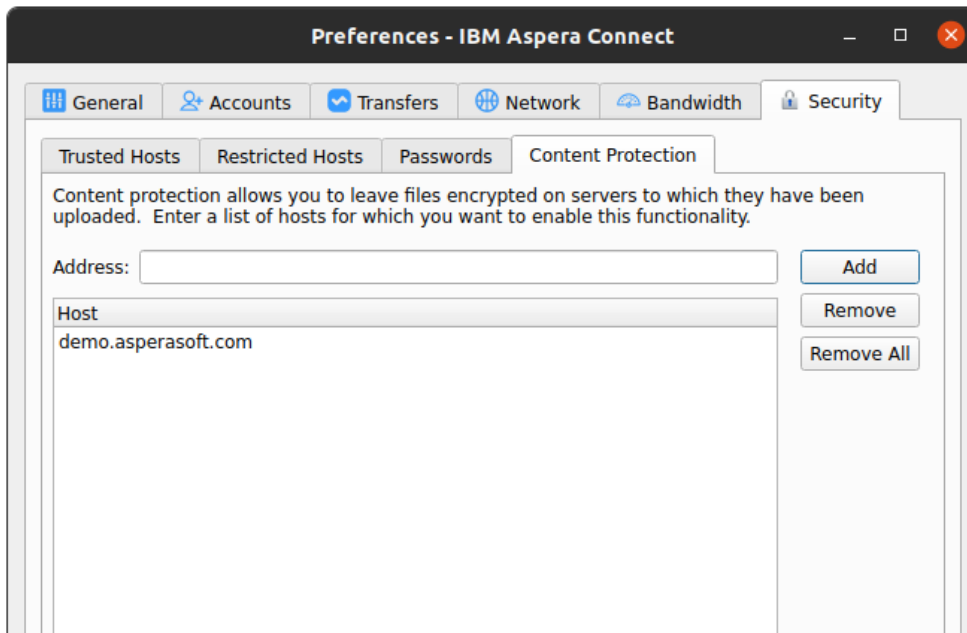 Preferences - IBM Aspera Connect
General Accounts Transfers Network Bandwidth Security
Trusted Hosts Restricted Hosts Passwords Content Protection
Content protection allows you to leave files encrypted on servers to which they have been
uploaded.  Enter a list of hosts for which you want to enable this functionality.
Address: Add
Host Remove
demo.asperasoft.com
Remove All